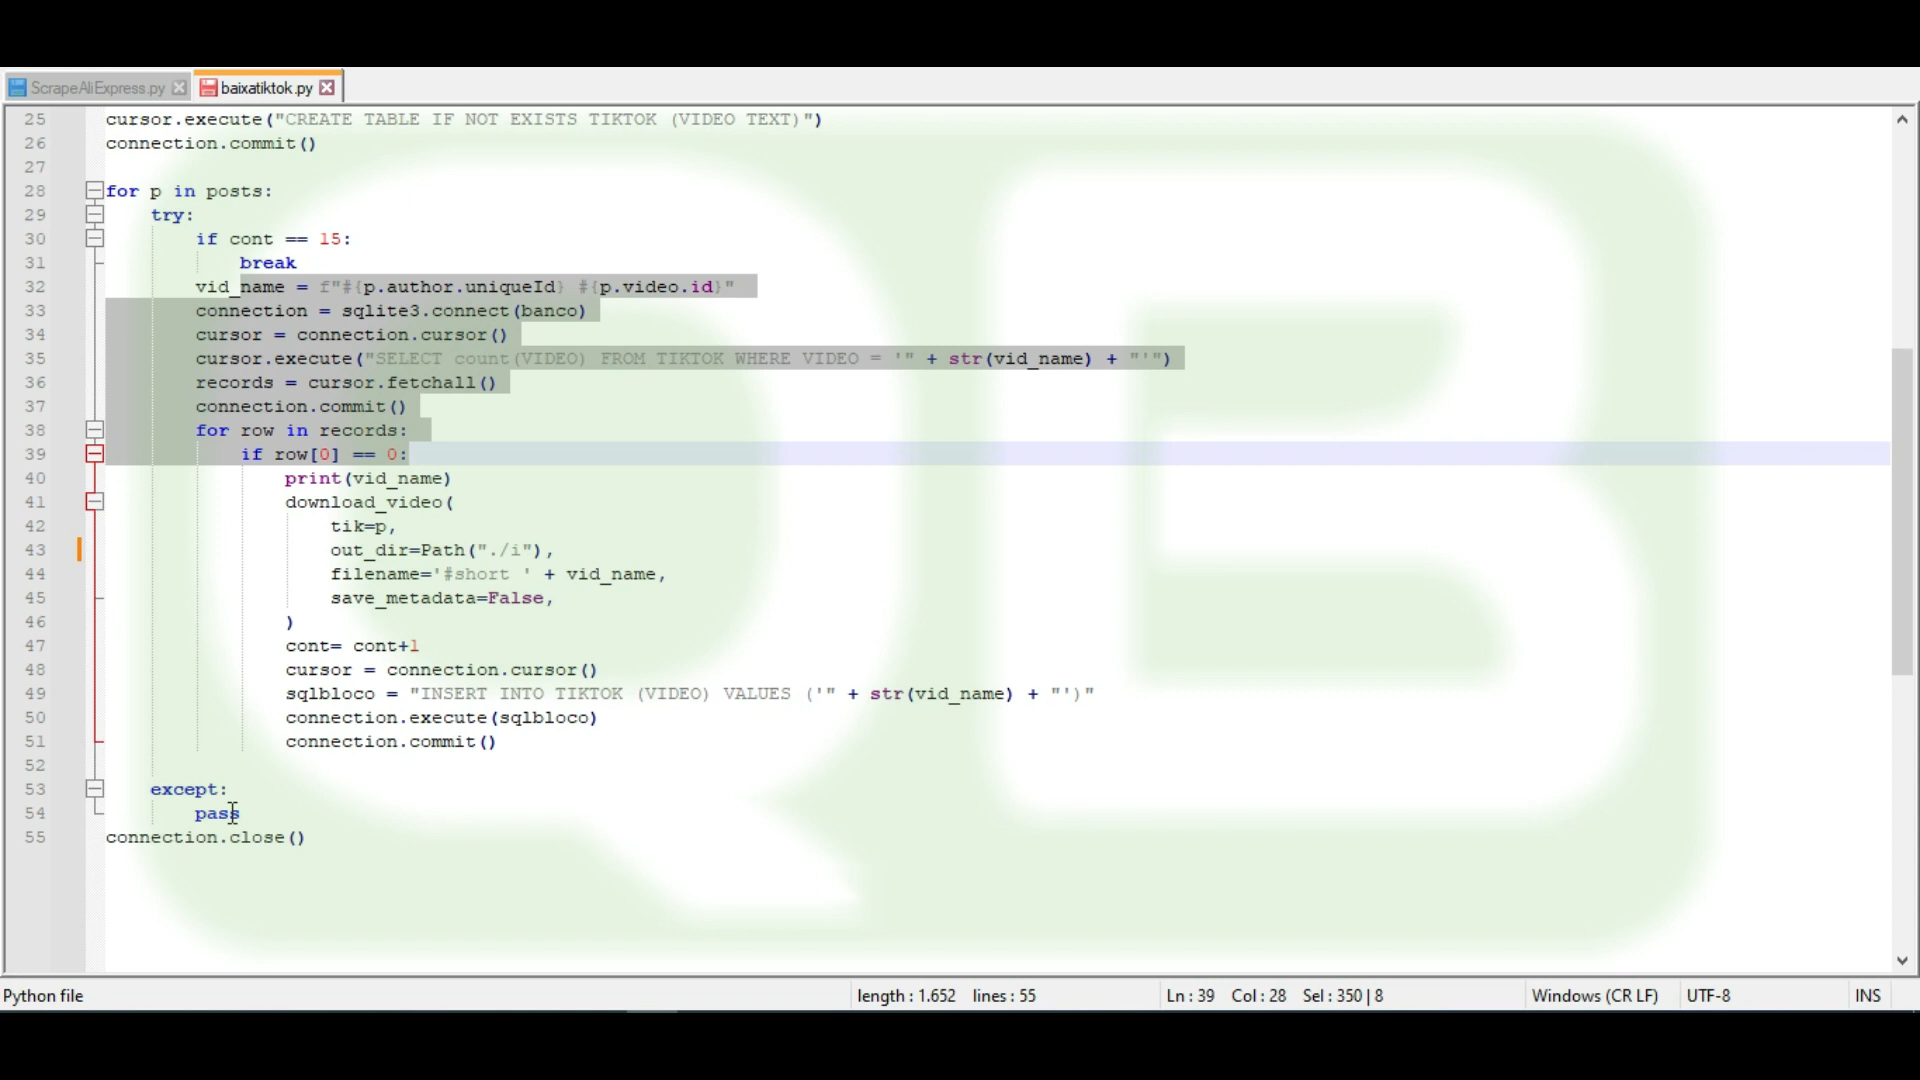 ScrapeAliExpress.py baixatiktok.py
25 cursor.execute("CREATE TABLE IF NOT EXISTS TIKTOK (VIDEO TEXT)")
26 connection.commit()
27
28 for p in posts:
29 try:
30 if cont == 15:
31 break
32 vid_name = f"#{p.author.uniqueId} #{p.video.id}"
33 connection = sqlite3.connect(banco)
34 cursor = connection.cursor()
35 cursor.execute("SELECT count(VIDEO) FROM TIKTOK WHERE VIDEO = '" + str(vid_name) + "'")
36 records = cursor.fetchall()
37 connection.commit()
38 for row in records:
39 if row[0] == 0:
40 print(vid_name)
41 download_video(
42 tik=p,
43 out_dir=Path("./i"),
44 filename='#short ' + vid_name,
45 save_metadata=False,
46 )
47 cont= cont+1
48 cursor = connection.cursor()
49 sqlbloco = "INSERT INTO TIKTOK (VIDEO) VALUES ('" + str(vid_name) + "')"
50 connection.execute(sqlbloco)
51 connection.commit()
52
53 except:
54 pass
55 connection.close()
Python file length : 1.652 lines : 55 Ln : 39 Col : 28 Sel : 350 | 8 Windows (CR LF) UTF-8 INS